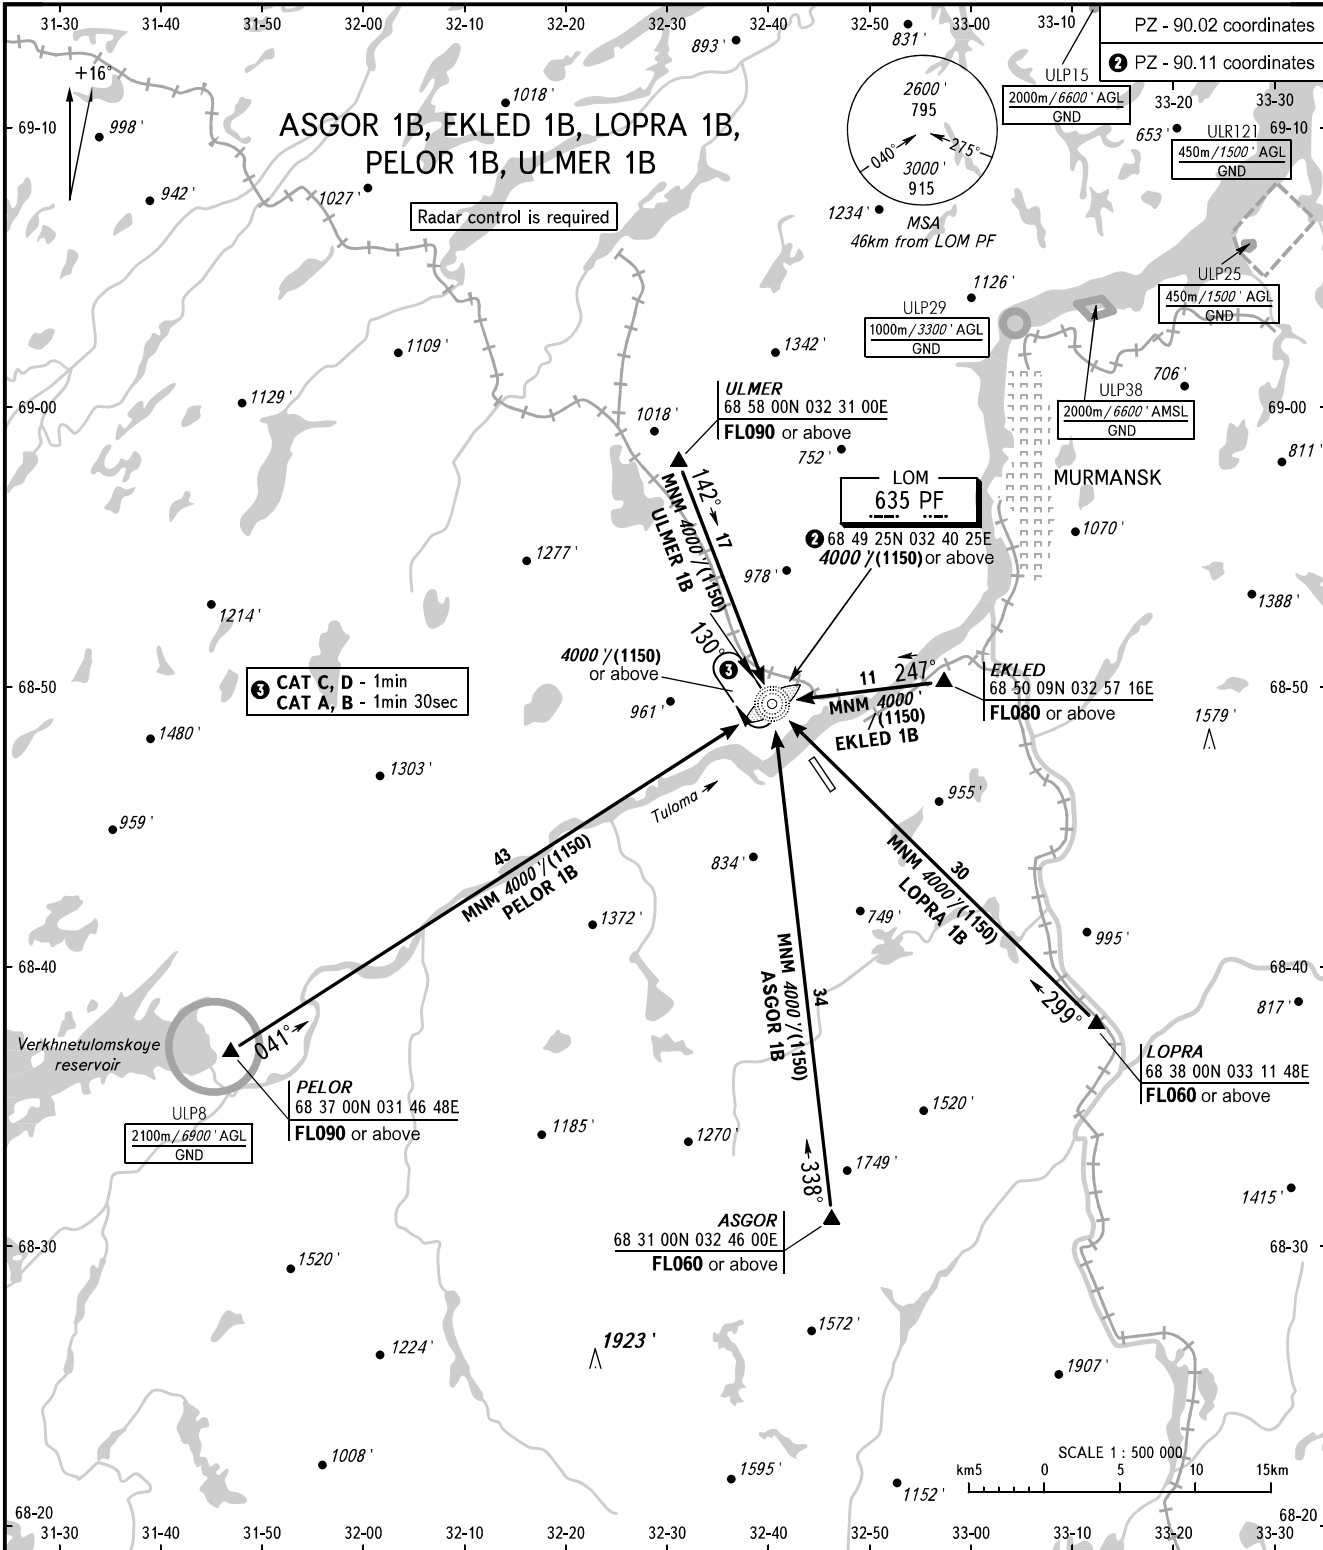 31-30 31-40 31-50 32-00 32-10 32-20 32-30 32-40 32-50 33-00 33-10
PZ - 90.02 coordinates
2 PZ - 90.11 coordinates
893'
831'
+16°
1018'
2600'
795
040°
275°
3000'
915
MSA
46km from LOM PF
ULP15
2000m/6600' AGL
GND
33-20 33-30
69-10
998'
ASGOR 1B, EKLED 1B, LOPRA 1B,
PELOR 1B, ULMER 1B
653'
ULR121
69-10
450m/1500' AGL
GND
942'
1027'
Radar control is required
1234'
1126'
ULP25
450m/1500' AGL
GND
ULP29
1000m/3300' AGL
GND
1109'
1342'
706'
ULP38
2000m/6600' AMSL
GND
1129'
69-00
69-00
1018'
ULMER
68 58 00N 032 31 00E
FL090 or above
752'
811'
MURMANSK
LOM
635 PF
2 68 49 25N 032 40 25E
4000'/(1150) or above
142°
17
MNM 4000'/(1150)
ULMER 1B
1070'
1277'
978'
1388'
1214'
130°
3
4000'/(1150)
or above
3 CAT C, D - 1min
CAT A, B - 1min 30sec
68-50
68-50
961'
11 247°
MNM 4000'
/(1150)
EKLED 1B
EKLED
68 50 09N 032 57 16E
FL080 or above
1579'
1480'
1303'
959'
Tuloma
955'
43
MNM 4000'/(1150)
PELOR 1B
834'
30
MNM 4000'/(1150)
LOPRA 1B
1372'
749'
995'
34
MNM 4000'/(1150)
ASGOR 1B
68-40
68-40
299°
817'
Verkhnetulomskoye
reservoir
041°
LOPRA
68 38 00N 033 11 48E
FL060 or above
PELOR
68 37 00N 031 46 48E
FL090 or above
ULP8
2100m/6900' AGL
GND
1185'
1270'
1520'
338°
1749'
1415'
ASGOR
68 31 00N 032 46 00E
FL060 or above
68-30
68-30
1520'
1572'
1224'
1923'
1907'
1008'
1595'
1152'
SCALE 1 : 500 000
km5 0 5 10 15km
68-20
68-20
31-30 31-40 31-50 32-00 32-10 32-20 32-30 32-40 32-50 33-00 33-10 33-20 33-30